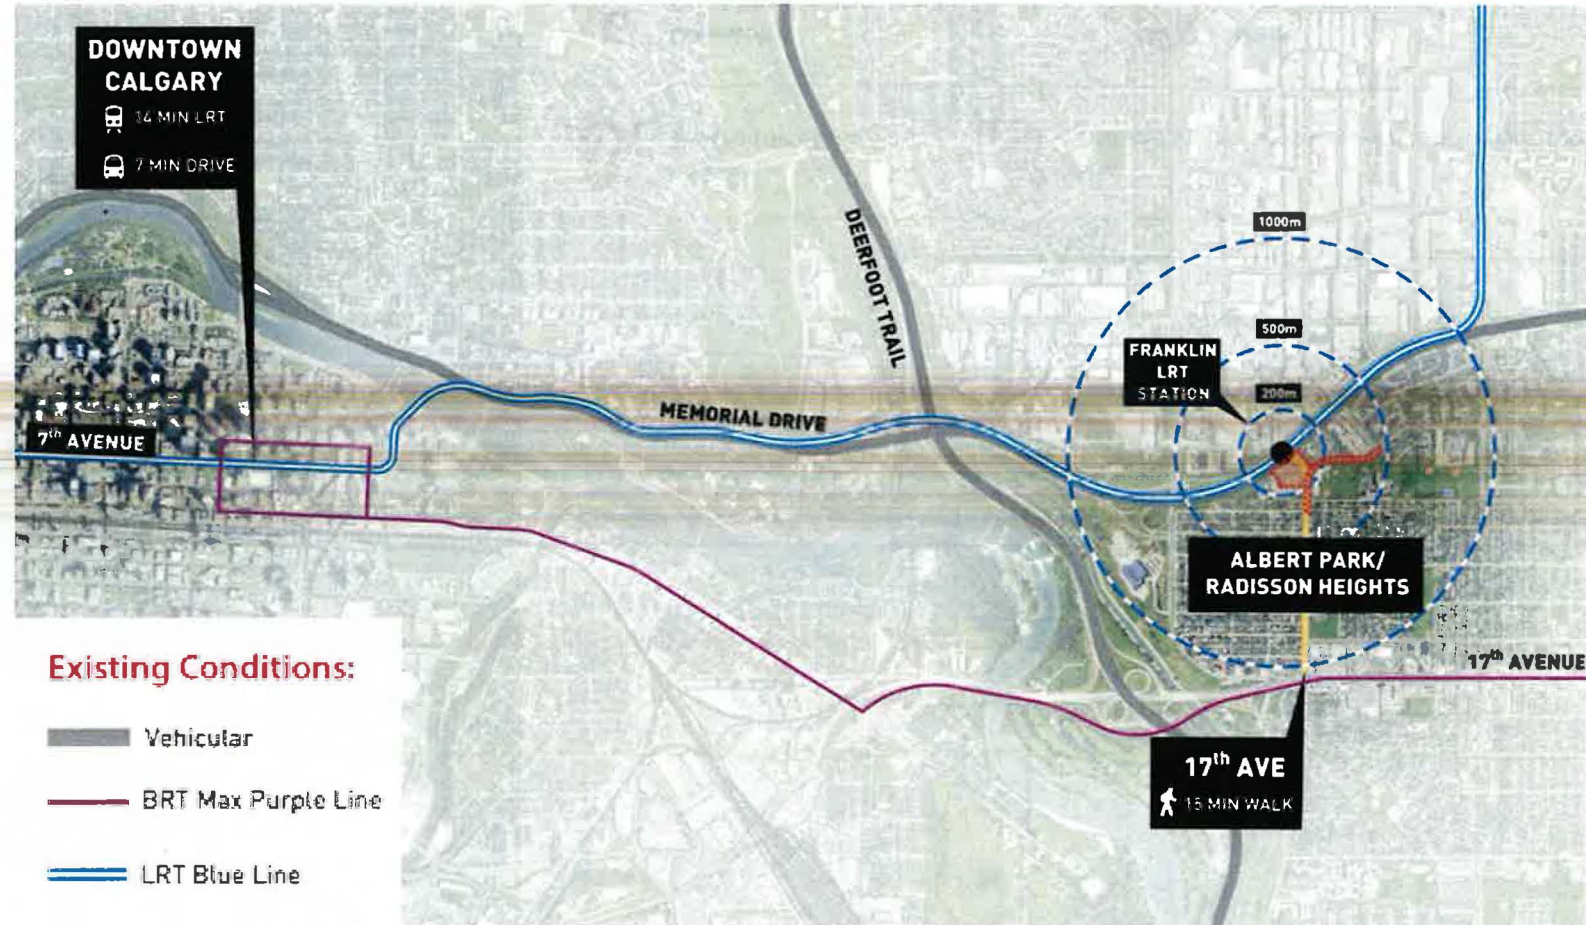 DOWNTOWN
CALGARY
14 MIN LRT
7 MIN DRIVE
DEERFOOT TRAIL
1000m
500m
FRANKLIN
LRT
STATION
200m
MEMORIAL DRIVE
7th AVENUE
ALBERT PARK/
RADISSON HEIGHTS
17th AVENUE
17th AVE
15 MIN WALK
Existing Conditions:
Vehicular
BRT Max Purple Line
LRT Blue Line